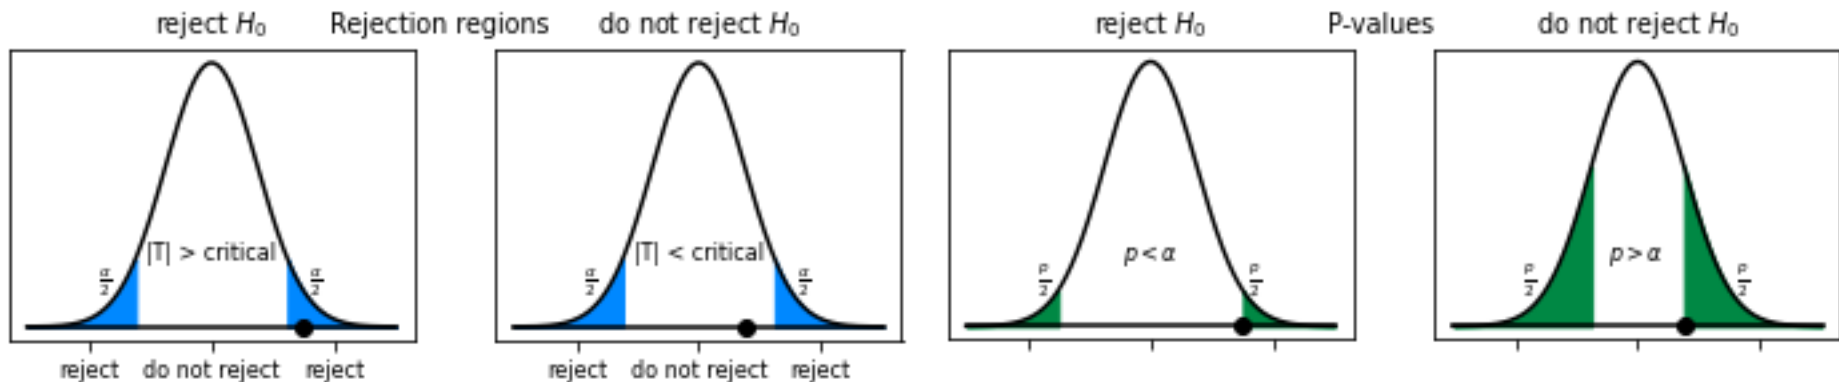 reject H₀ Rejection regions do not reject H₀ reject H₀ P-values do not reject H₀
|T| > critical |T| < critical p < α p > α
α/2 α/2 α/2 α/2 p/2 p/2 p/2 p/2
reject do not reject reject reject do not reject reject